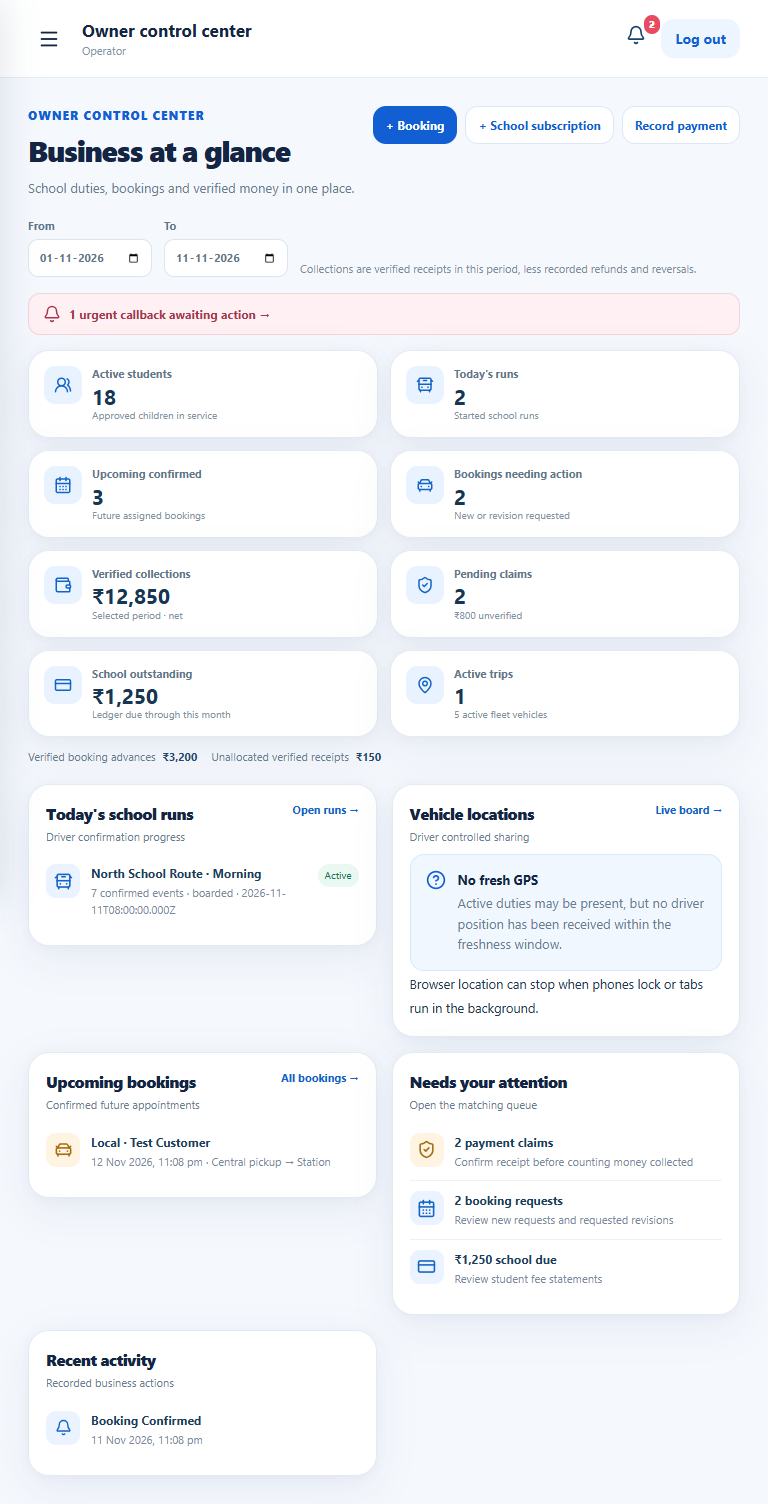 Owner control center
Operator
2
Log out
OWNER CONTROL CENTER
Business at a glance
School duties, bookings and verified money in one place.
+ Booking
+ School subscription
Record payment
From
To
01-11-2026
11-11-2026
Collections are verified receipts in this period, less recorded refunds and reversals.
1 urgent callback awaiting action →
Active students
18
Approved children in service
Today's runs
2
Started school runs
Upcoming confirmed
3
Future assigned bookings
Bookings needing action
2
New or revision requested
Verified collections
₹12,850
Selected period · net
Pending claims
2
₹800 unverified
School outstanding
₹1,250
Ledger due through this month
Active trips
1
5 active fleet vehicles
Verified booking advances ₹3,200 Unallocated verified receipts ₹150
Today's school runs
Open runs →
Driver confirmation progress
North School Route · Morning
Active
7 confirmed events · boarded · 2026-11-
11T08:00:00.000Z
Vehicle locations
Live board →
Driver controlled sharing
No fresh GPS
Active duties may be present, but no driver
position has been received within the
freshness window.
Browser location can stop when phones lock or tabs
run in the background.
Upcoming bookings
All bookings →
Confirmed future appointments
Local · Test Customer
12 Nov 2026, 11:08 pm · Central pickup → Station
Needs your attention
Open the matching queue
2 payment claims
Confirm receipt before counting money collected
2 booking requests
Review new requests and requested revisions
₹1,250 school due
Review student fee statements
Recent activity
Recorded business actions
Booking Confirmed
11 Nov 2026, 11:08 pm